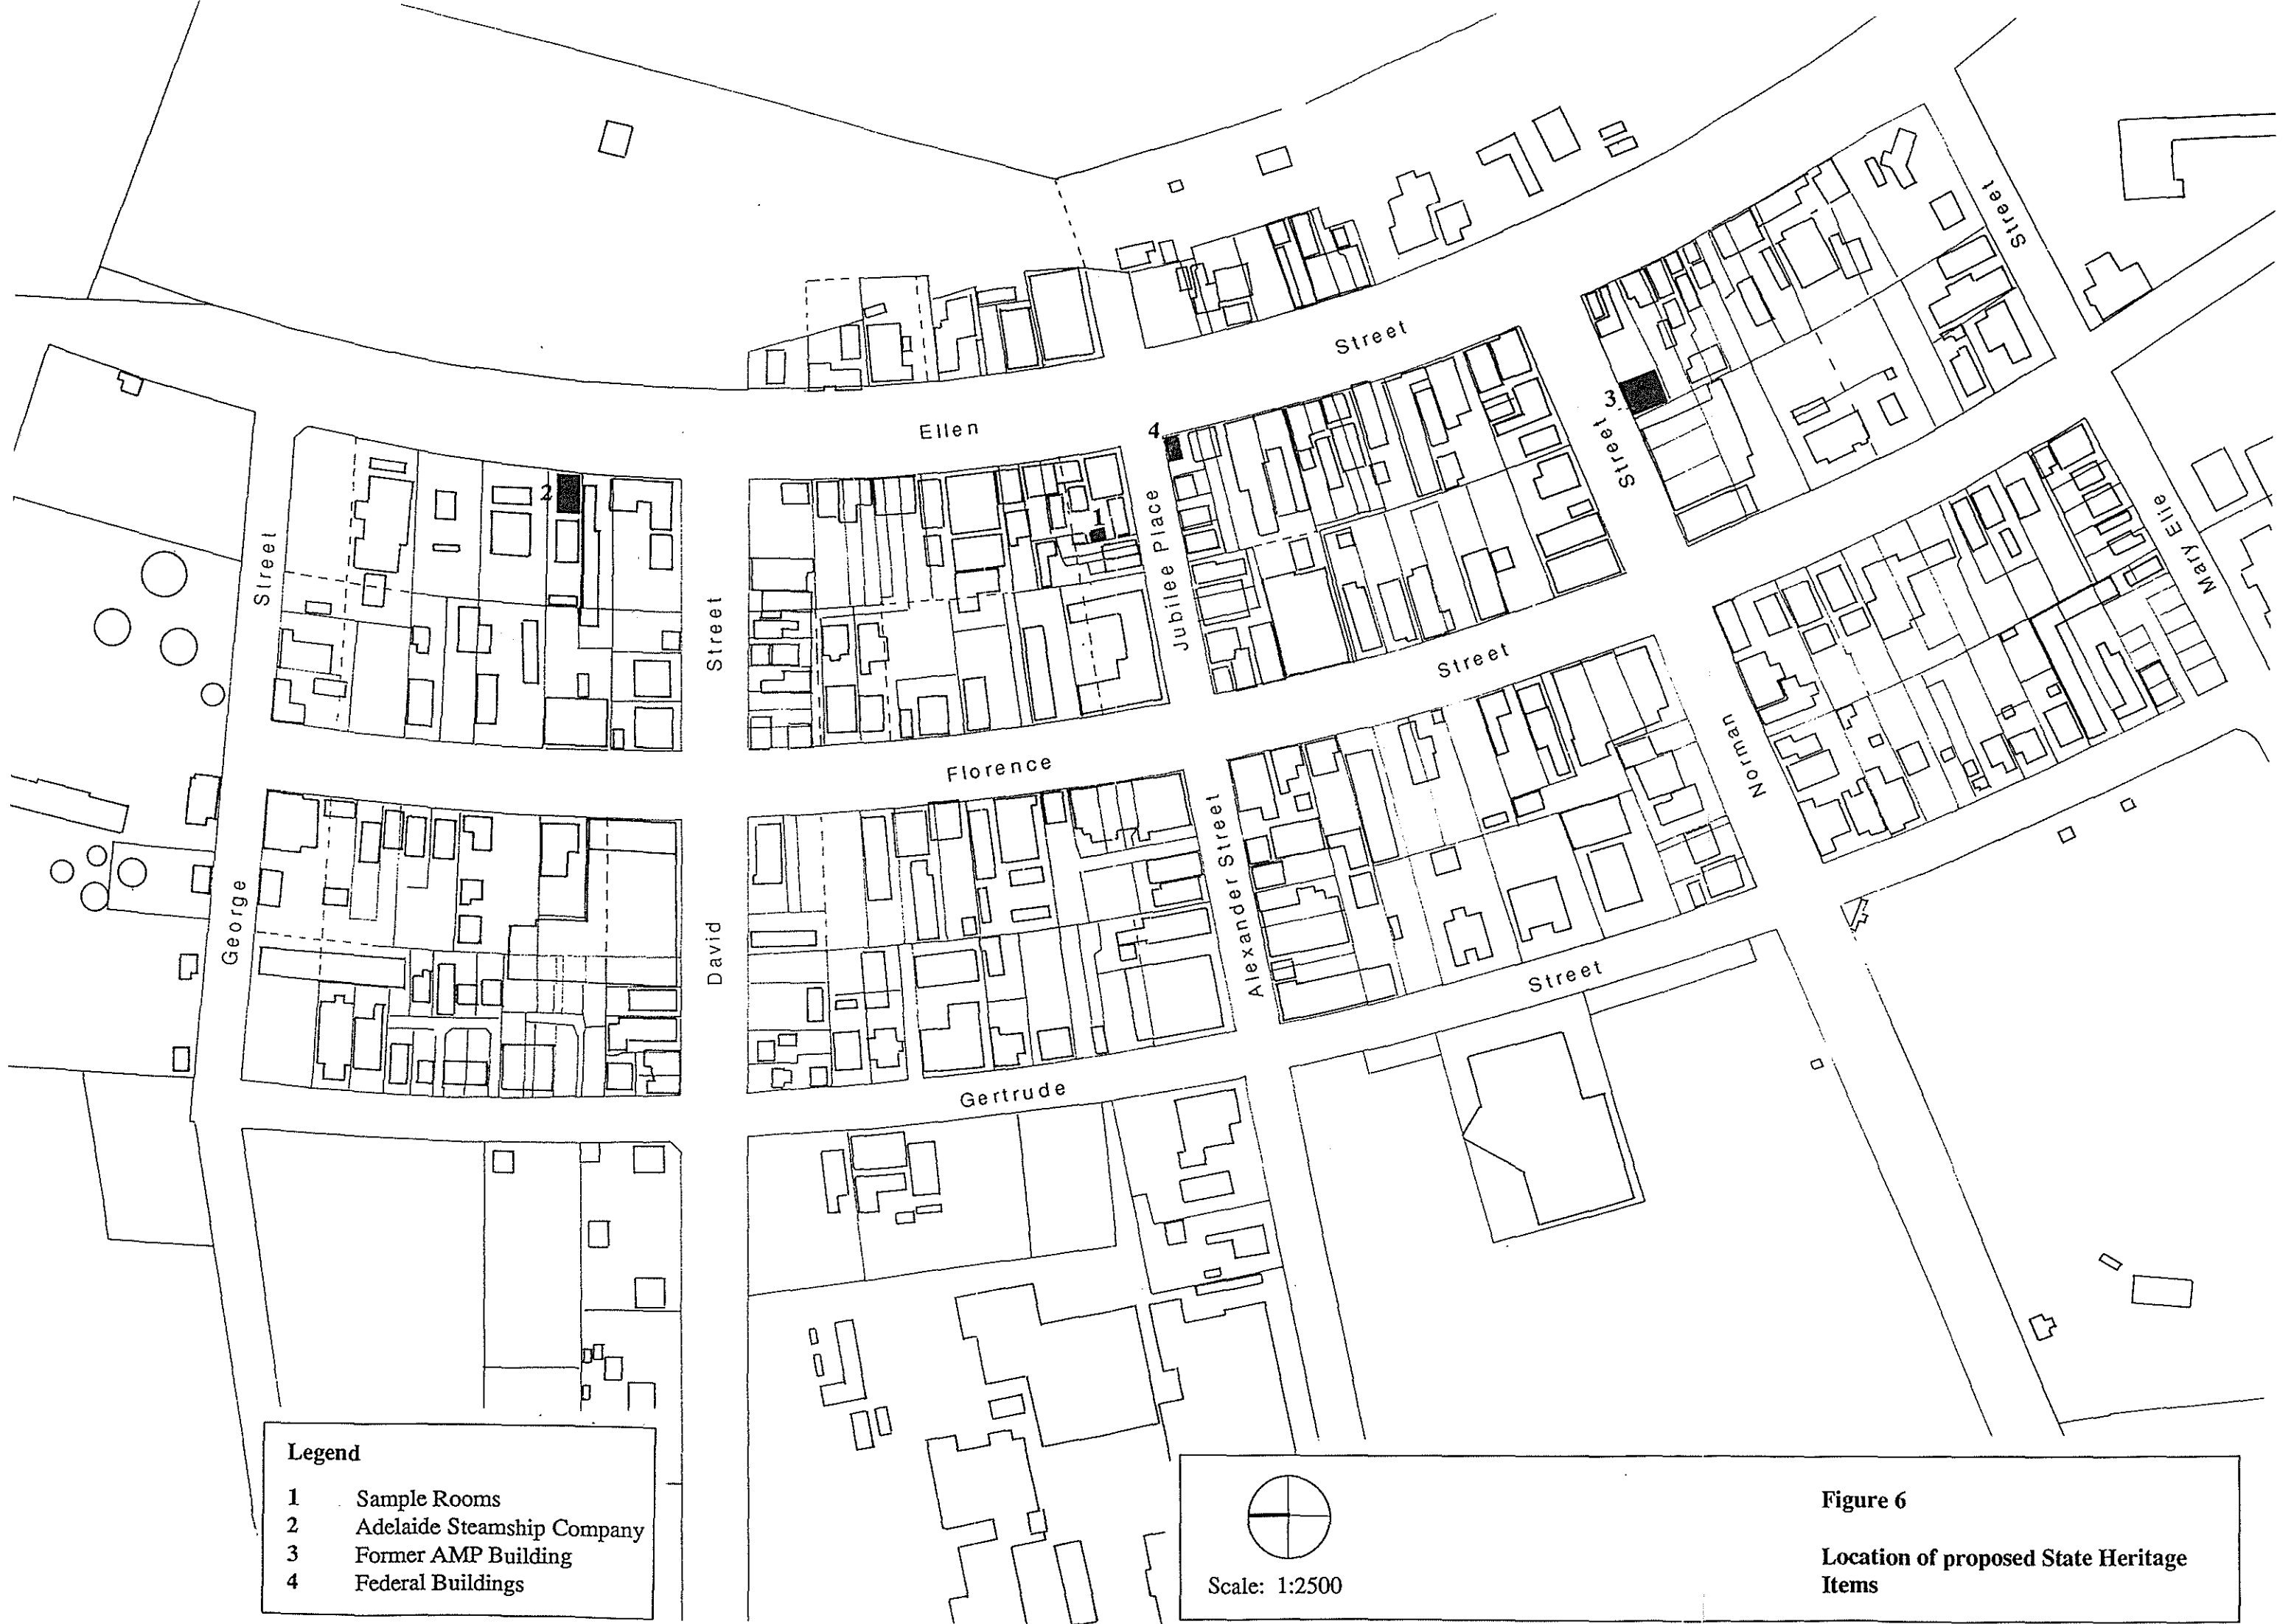 Street
Street
Ellen
4
3
Street
2
1
Jubilee Place
Mary Elie
Street
Street
Street
Norman
Florence
Alexander Street
George
David
Street
Gertrude
Legend
1 Sample Rooms
2 Adelaide Steamship Company
3 Former AMP Building
4 Federal Buildings
Scale: 1:2500
Figure 6
Location of proposed State Heritage
Items